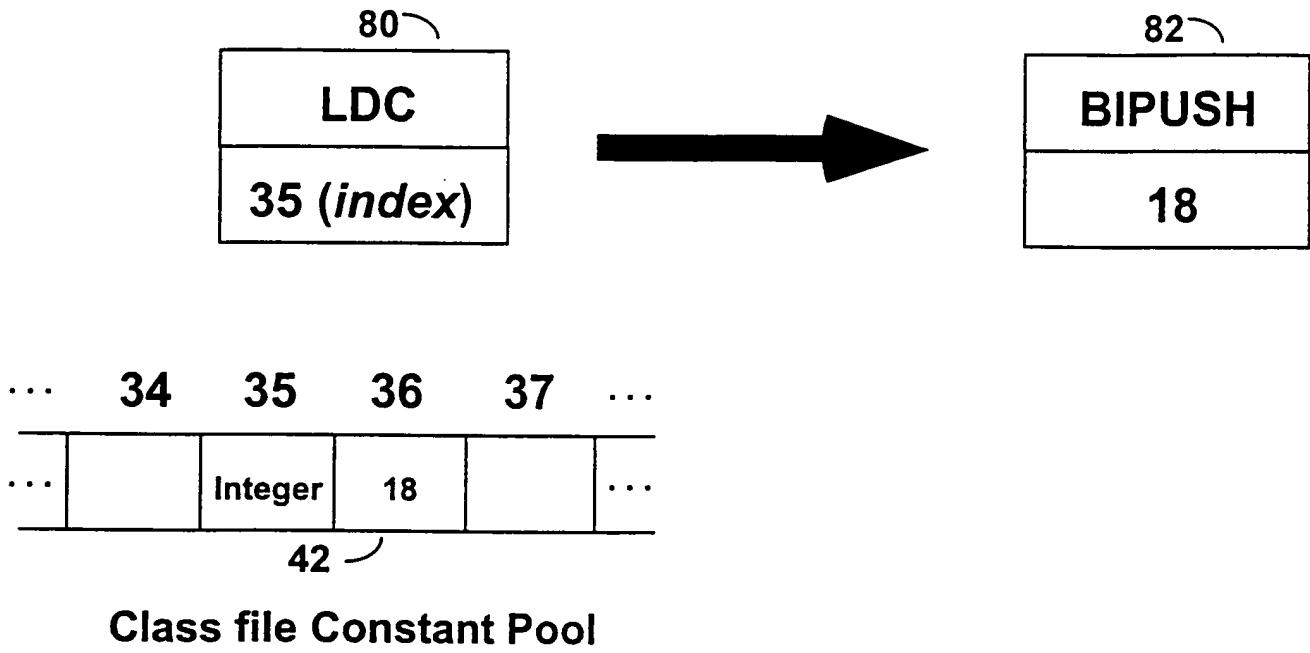 80
LDC
35 (index)
82
BIPUSH
18
... 34 35 36 37 ...
... Integer 18 ...
42
Class file Constant Pool